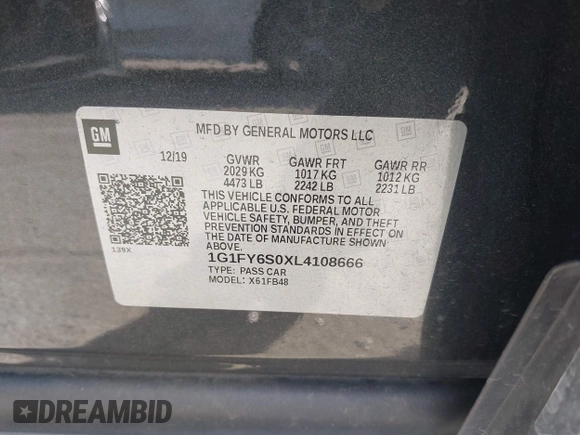 GM
MFD BY GENERAL MOTORS LLC
12/19 GVWR GAWR FRT GAWR RR
2029 KG 1017 KG 1012 KG
4473 LB 2242 LB 2231 LB
THIS VEHICLE CONFORMS TO ALL
APPLICABLE U.S. FEDERAL MOTOR
VEHICLE SAFETY, BUMPER, AND THEFT
PREVENTION STANDARDS IN EFFECT ON
THE DATE OF MANUFACTURE SHOWN
ABOVE.
139X
1G1FY6S0XL4108666
TYPE: PASS CAR
MODEL: X61FB48
DREAMBID